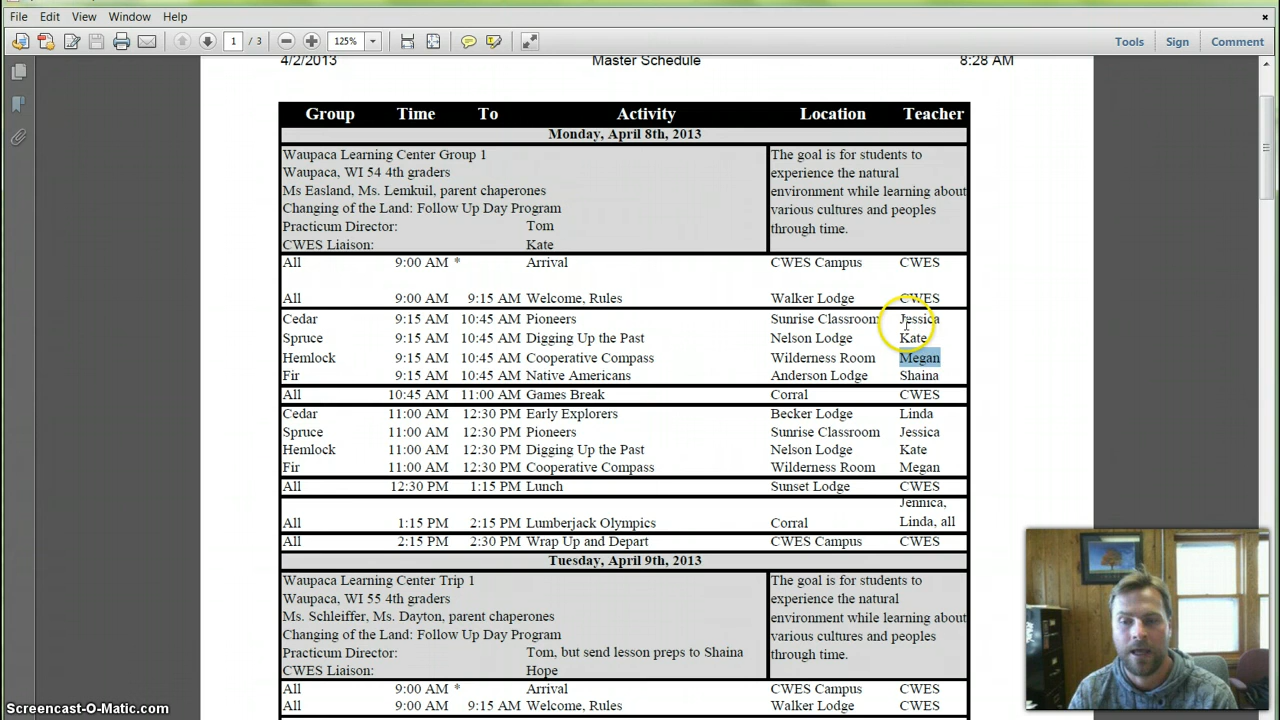 File Edit View Window Help
1 / 3 125% Tools Sign Comment
4/2/2013 Master Schedule 8:28 AM
Group Time To Activity Location Teacher
Monday, April 8th, 2013
Waupaca Learning Center Group 1
Waupaca, WI 54 4th graders
Ms Easland, Ms. Lemkuil, parent chaperones
Changing of the Land: Follow Up Day Program
Practicum Director: Tom
CWES Liaison: Kate
The goal is for students to
experience the natural
environment while learning about
various cultures and peoples
through time.
All 9:00 AM * Arrival CWES Campus CWES
All 9:00 AM 9:15 AM Welcome, Rules Walker Lodge CWES
Cedar 9:15 AM 10:45 AM Pioneers Sunrise Classroom Jessica
Spruce 9:15 AM 10:45 AM Digging Up the Past Nelson Lodge Kate
Hemlock 9:15 AM 10:45 AM Cooperative Compass Wilderness Room Megan
Fir 9:15 AM 10:45 AM Native Americans Anderson Lodge Shaina
All 10:45 AM 11:00 AM Games Break Corral CWES
Cedar 11:00 AM 12:30 PM Early Explorers Becker Lodge Linda
Spruce 11:00 AM 12:30 PM Pioneers Sunrise Classroom Jessica
Hemlock 11:00 AM 12:30 PM Digging Up the Past Nelson Lodge Kate
Fir 11:00 AM 12:30 PM Cooperative Compass Wilderness Room Megan
All 12:30 PM 1:15 PM Lunch Sunset Lodge CWES
Jennica,
All 1:15 PM 2:15 PM Lumberjack Olympics Corral Linda, all
All 2:15 PM 2:30 PM Wrap Up and Depart CWES Campus CWES
Tuesday, April 9th, 2013
Waupaca Learning Center Trip 1
Waupaca, WI 55 4th graders
Ms. Schleiffer, Ms. Dayton, parent chaperones
Changing of the Land: Follow Up Day Program
Practicum Director: Tom, but send lesson preps to Shaina
CWES Liaison: Hope
The goal is for students to
experience the natural
environment while learning about
various cultures and peoples
through time.
All 9:00 AM * Arrival CWES Campus CWES
All 9:00 AM 9:15 AM Welcome, Rules Walker Lodge CWES
Screencast-O-Matic.com